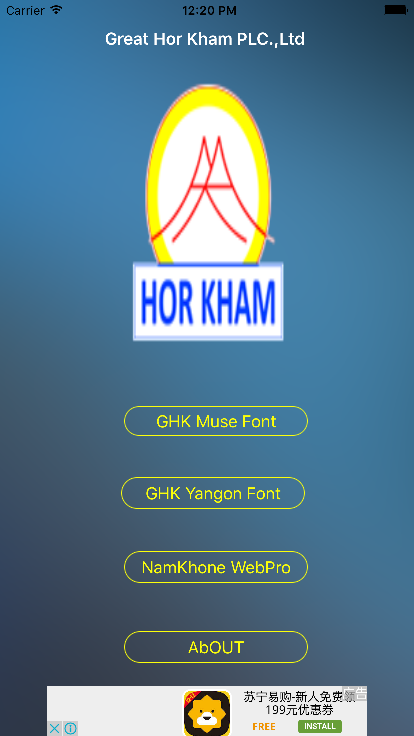 Carrier 12:20 PM
Great Hor Kham PLC.,Ltd
HOR KHAM
GHK Muse Font
GHK Yangon Font
NamKhone WebPro
AbOUT
苏宁易购-新人免费领
199元优惠券
广告
FREE INSTALL